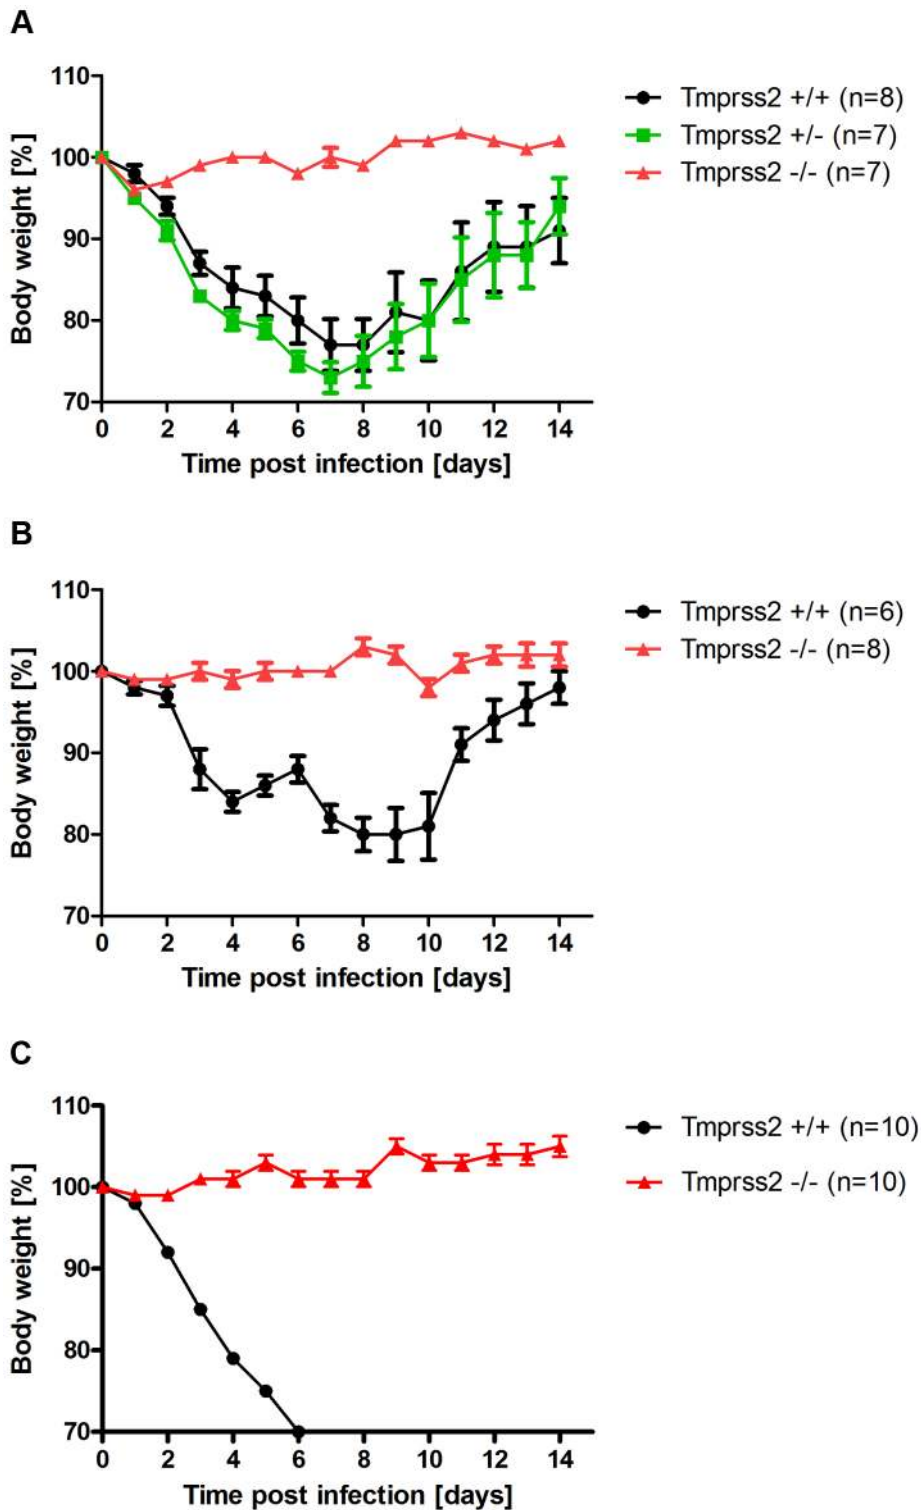 A
Body weight [%]
110
100
90
80
70
0 2 4 6 8 10 12 14
Time post infection [days]
Tmprss2 +/+ (n=8)
Tmprss2 +/- (n=7)
Tmprss2 -/- (n=7)
B
Body weight [%]
110
100
90
80
70
0 2 4 6 8 10 12 14
Time post infection [days]
Tmprss2 +/+ (n=6)
Tmprss2 -/- (n=8)
C
Body weight [%]
110
100
90
80
70
0 2 4 6 8 10 12 14
Time post infection [days]
Tmprss2 +/+ (n=10)
Tmprss2 -/- (n=10)